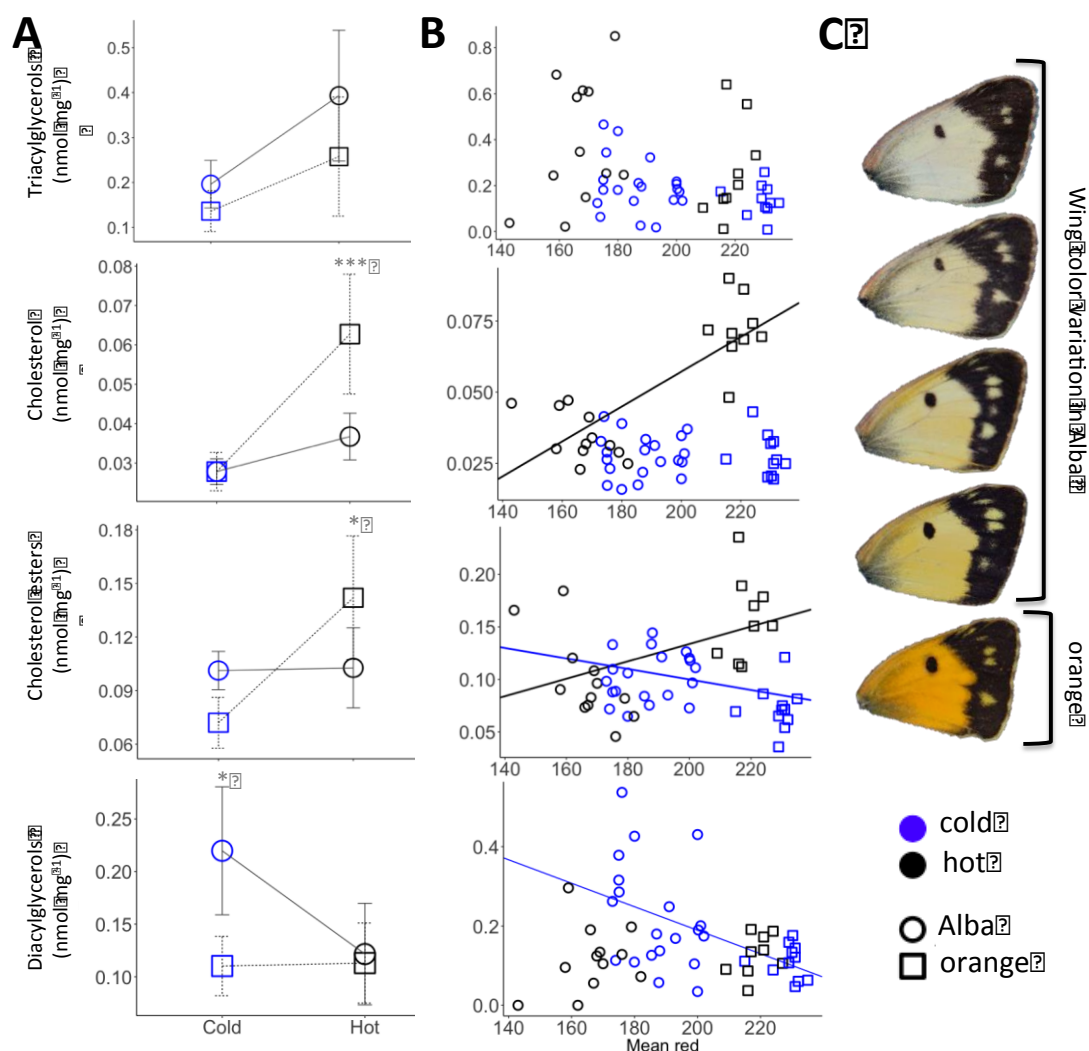 A
B
C
Triacylglycerols
(nmol mg 1)
0.5
0.4
0.3
0.2
0.1
0.8
0.6
0.4
0.2
0.0
140 160 180 200 220
Cholesterol
(nmol mg 1)
0.08
0.07
0.06
0.05
0.04
0.03
***
0.075
0.050
0.025
140 160 180 200 220
Cholesterol esters
(nmol mg 1)
0.18
0.15
0.12
0.09
0.06
*
0.20
0.15
0.10
0.05
140 160 180 200 220
Diacylglycerols
(nmol mg 1)
0.25
0.20
0.15
0.10
*
Cold Hot
0.4
0.2
0.0
140 160 180 200 220
Mean red
Wing color variation in Alba
orange
cold
hot
Alba
orange